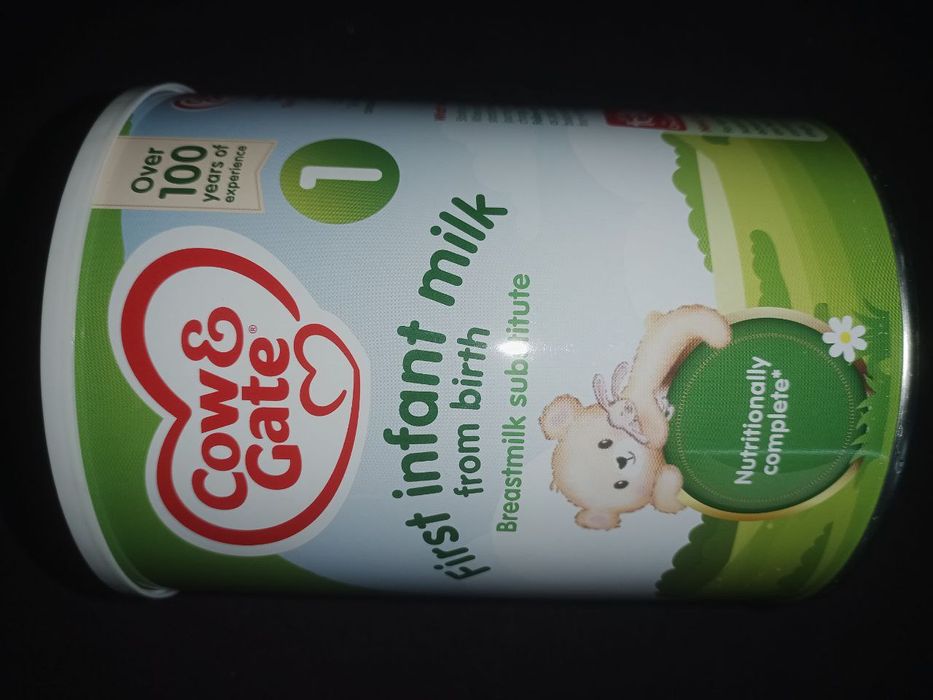 Over
100
years of
experience
1
Cow &
Gate®
First infant milk
from birth
Breastmilk substitute
Nutritionally
complete*